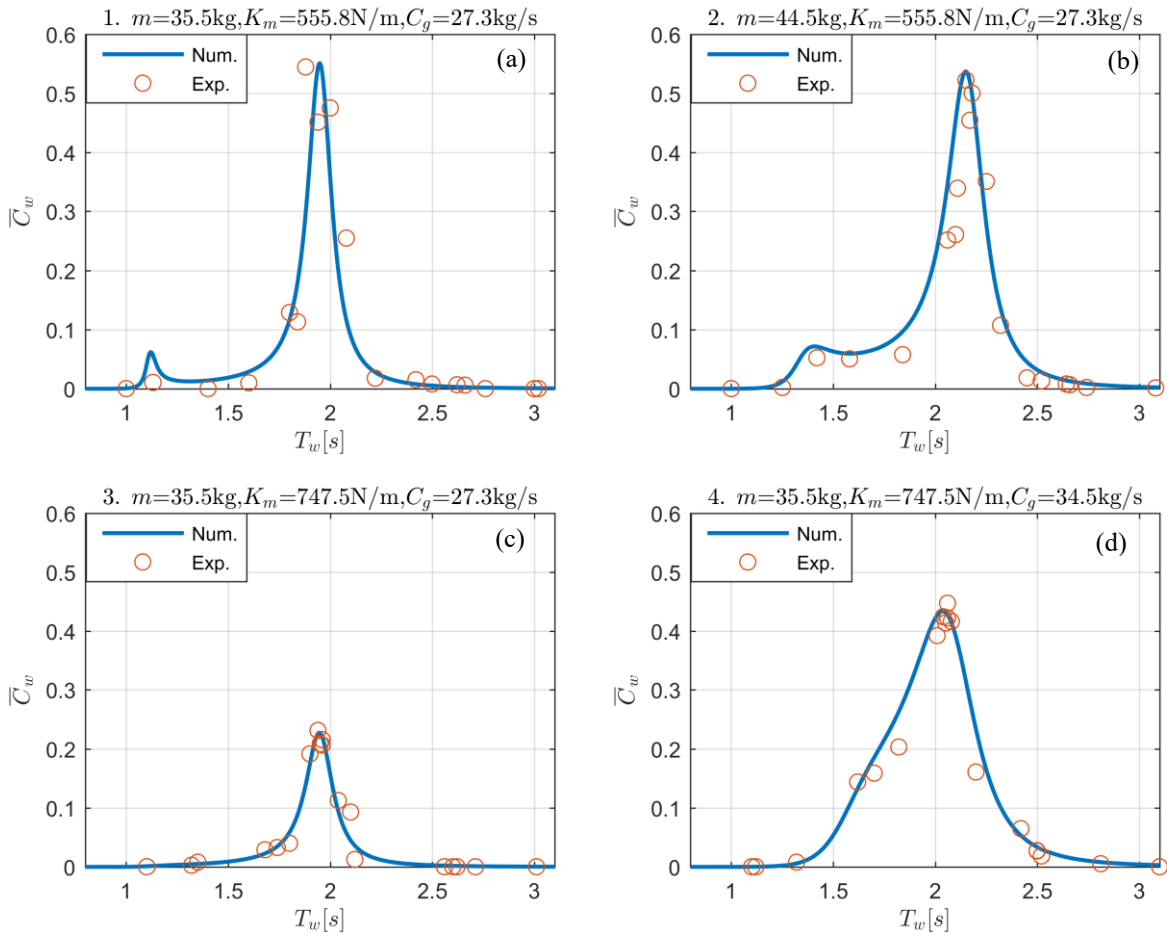 1. m=35.5kg,K_m=555.8N/m,C_g=27.3kg/s
(a)
Num.
Exp.
0.6
0.5
0.4
0.3
0.2
0.1
0
C̅_w
1 1.5 2 2.5 3
T_w[s]
2. m=44.5kg,K_m=555.8N/m,C_g=27.3kg/s
(b)
Num.
Exp.
0.6
0.5
0.4
0.3
0.2
0.1
0
C̅_w
1 1.5 2 2.5 3
T_w[s]
3. m=35.5kg,K_m=747.5N/m,C_g=27.3kg/s
(c)
Num.
Exp.
0.6
0.5
0.4
0.3
0.2
0.1
0
C̅_w
1 1.5 2 2.5 3
T_w[s]
4. m=35.5kg,K_m=747.5N/m,C_g=34.5kg/s
(d)
Num.
Exp.
0.6
0.5
0.4
0.3
0.2
0.1
0
C̅_w
1 1.5 2 2.5 3
T_w[s]